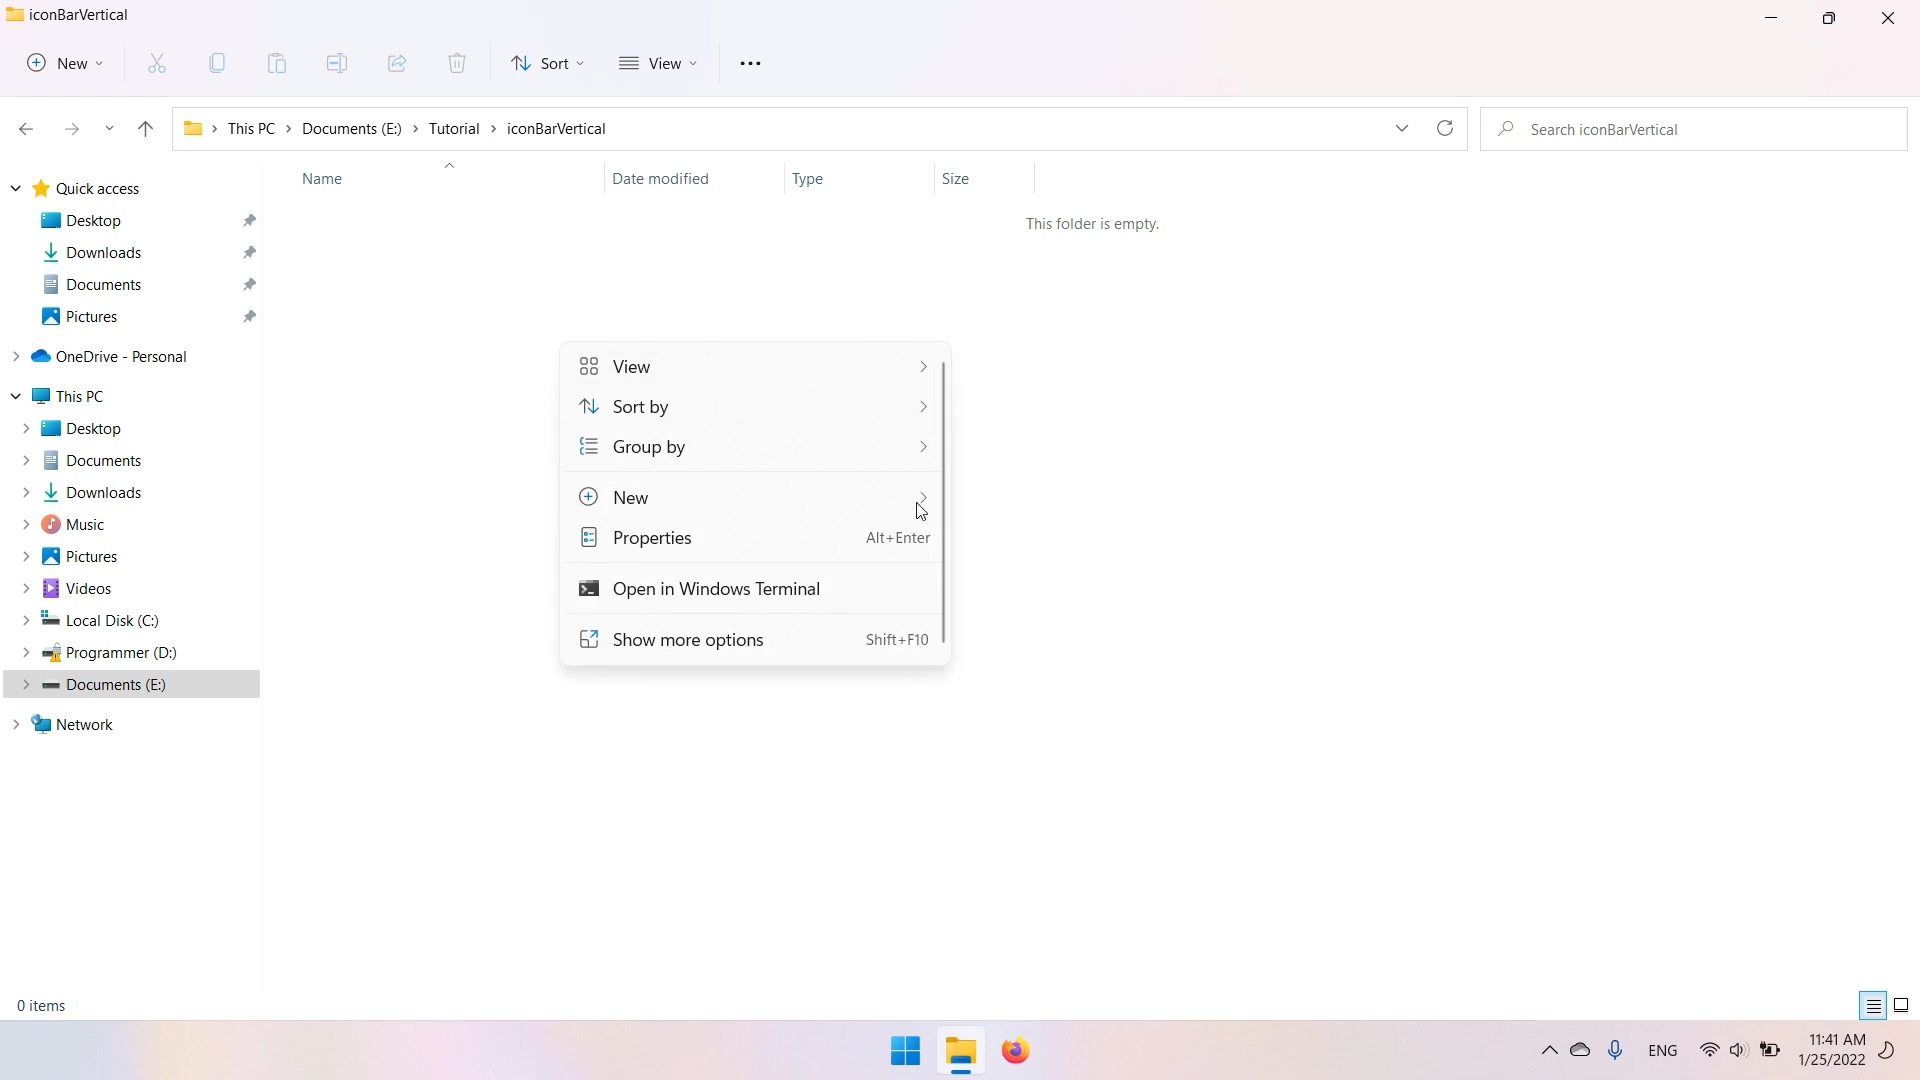 iconBarVertical
New
Sort
View
This PC
Documents (E:)
Tutorial
iconBarVertical
Search iconBarVertical
Name
Date modified
Type
Size
This folder is empty.
Quick access
Desktop
Downloads
Documents
Pictures
OneDrive - Personal
This PC
Desktop
Documents
Downloads
Music
Pictures
Videos
Local Disk (C:)
Programmer (D:)
Documents (E:)
Network
View
Sort by
Group by
New
Properties Alt+Enter
Open in Windows Terminal
Show more options Shift+F10
0 items
ENG
11:41 AM
1/25/2022